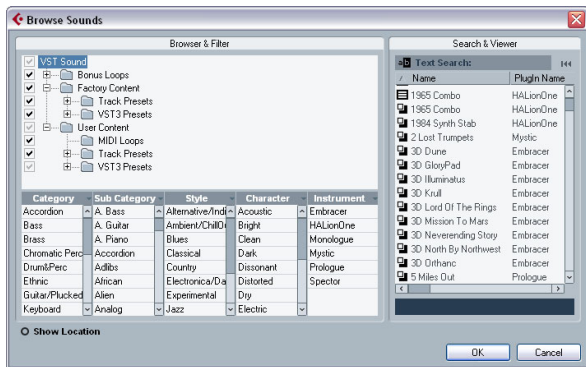 Browse Sounds
Browser & Filter
VST Sound
Bonus Loops
Factory Content
Track Presets
VST3 Presets
User Content
MIDI Loops
Track Presets
VST3 Presets
Category Sub Category Style Character Instrument
Accordion A. Bass Alternative/Indi Acoustic Embracer
Bass A. Guitar Ambient/ChillO Bright HALionOne
Brass A. Piano Blues Clean Monologue
Chromatic Perc Accordion Classical Dark Mystic
Drum&Perc Adlibs Country Dissonant Prologue
Ethnic African Electronica/Da Distorted Spector
Guitar/Plucked Alien Experimental Dry
Keyboard Analog Jazz Electric
Show Location
Search & Viewer
ab Text Search:
/ Name PlugIn Name
1965 Combo HALionOne
1965 Combo HALionOne
1984 Synth Stab HALionOne
2 Lost Trumpets Mystic
3D Dune Embracer
3D GloryPad Embracer
3D Illuminatus Embracer
3D Krull Embracer
3D Lord Of The Rings Embracer
3D Mission To Mars Embracer
3D Neverending Story Embracer
3D North By Northwest Embracer
3D Orthanc Embracer
5 Miles Out Prologue
OK Cancel